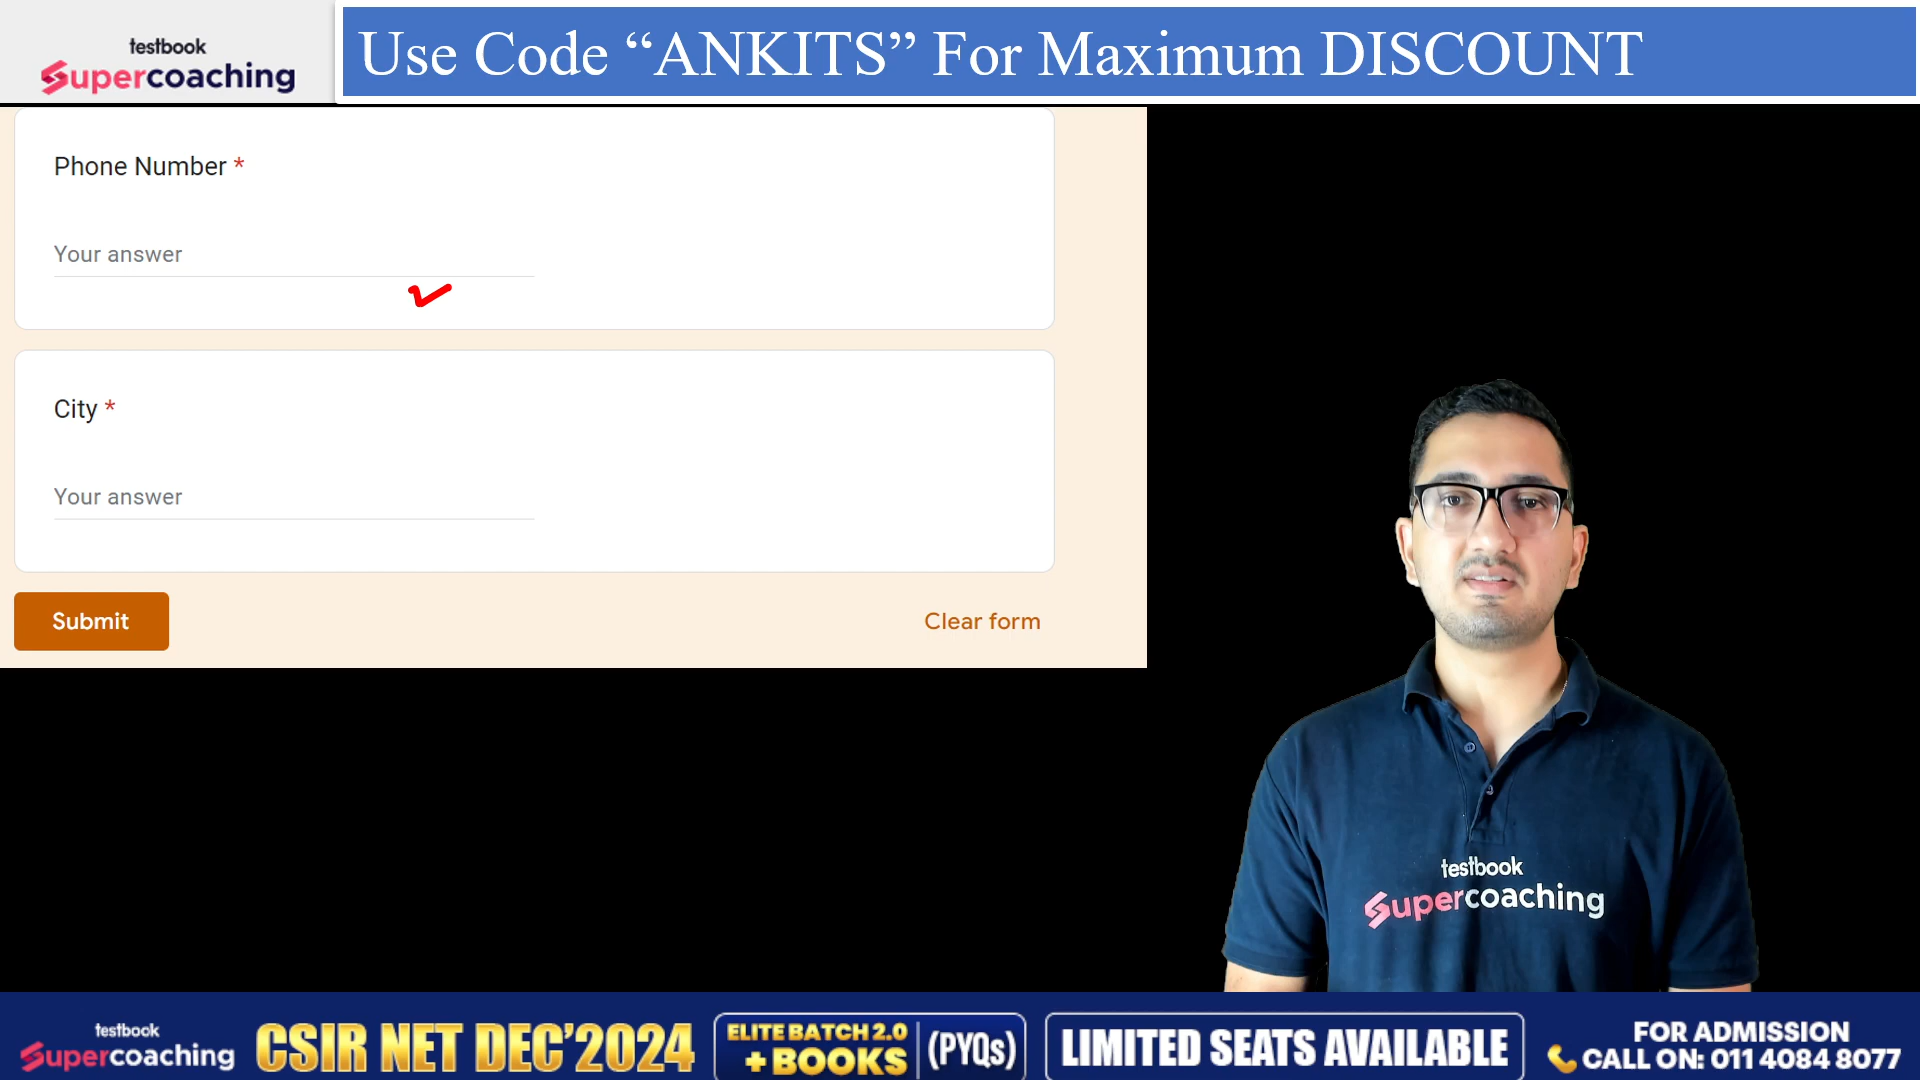 testbook
Supercoaching
Use Code “ANKITS” For Maximum DISCOUNT
Phone Number *
Your answer
City *
Your answer
Submit
Clear form
testbook
Supercoaching
testbook
Supercoaching
CSIR NET DEC’2024
ELITE BATCH 2.0
+ BOOKS
(PYQs)
LIMITED SEATS AVAILABLE
FOR ADMISSION
CALL ON: 011 4084 8077